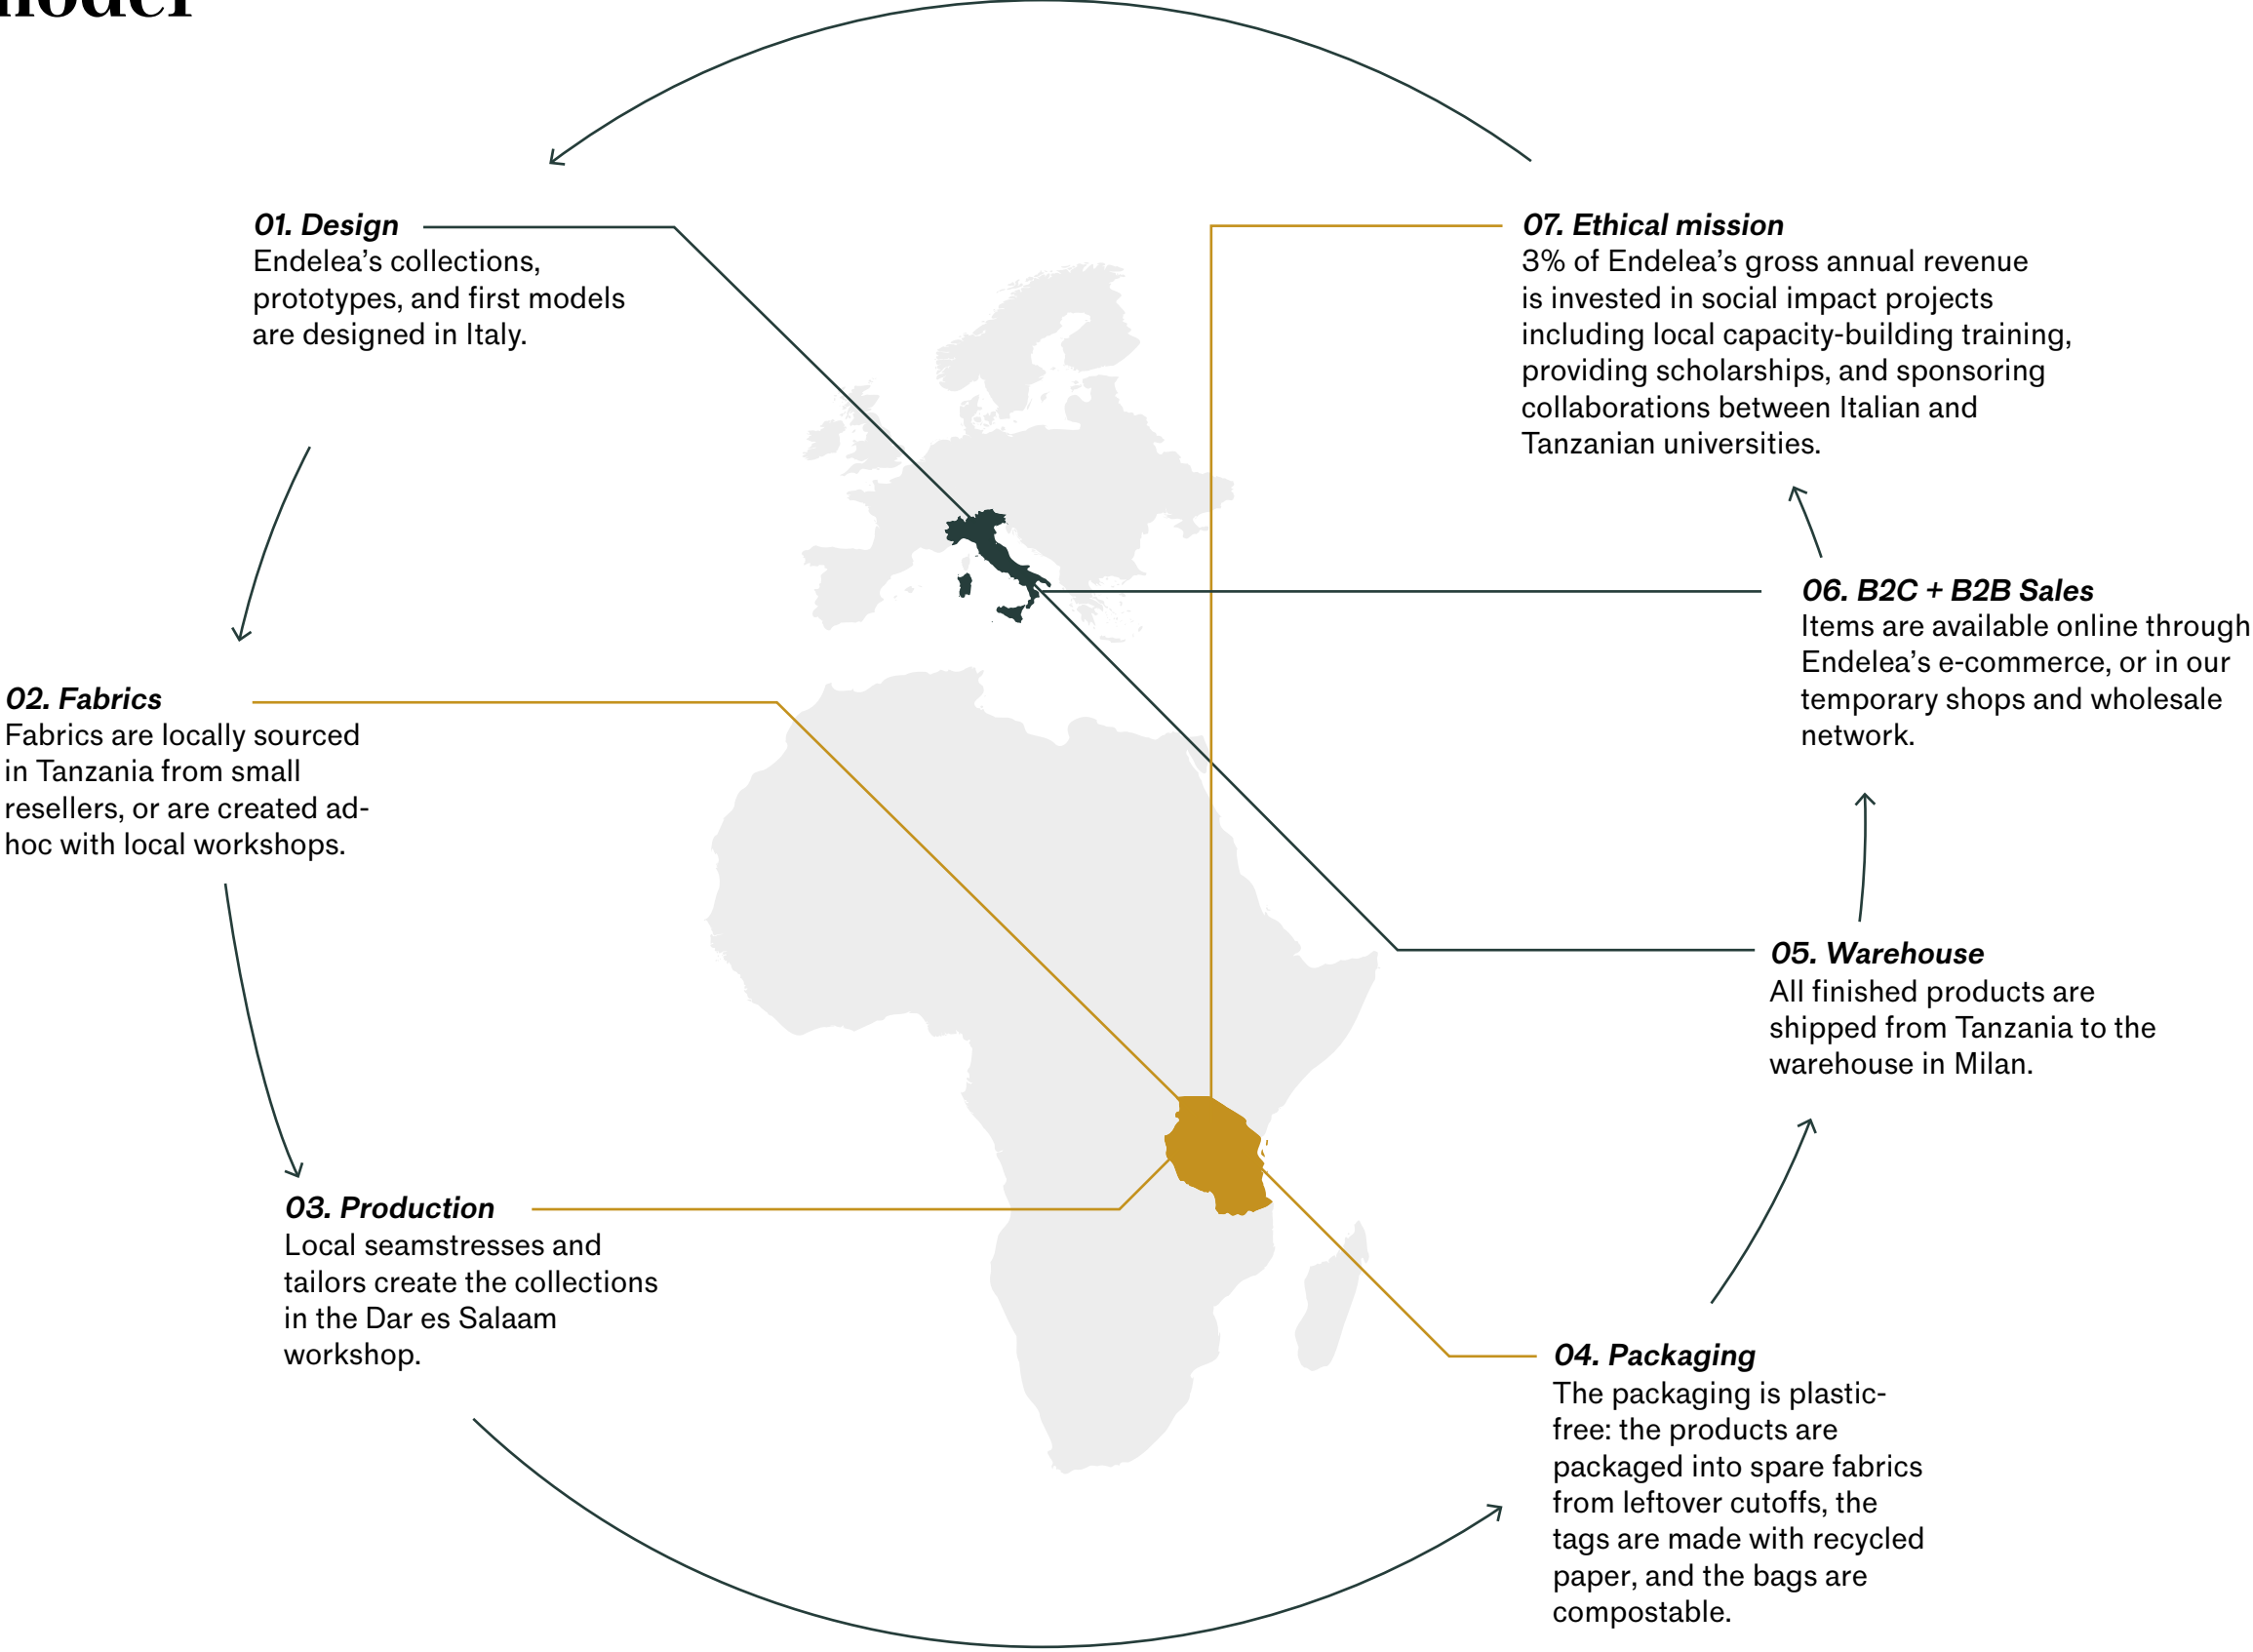 01. Design
Endelea’s collections,
prototypes, and first models
are designed in Italy.
02. Fabrics
Fabrics are locally sourced
in Tanzania from small
resellers, or are created ad-
hoc with local workshops.
03. Production
Local seamstresses and
tailors create the collections
in the Dar es Salaam
workshop.
04. Packaging
The packaging is plastic-
free: the products are
packaged into spare fabrics
from leftover cutoffs, the
tags are made with recycled
paper, and the bags are
compostable.
05. Warehouse
All finished products are
shipped from Tanzania to the
warehouse in Milan.
06. B2C + B2B Sales
Items are available online through
Endelea’s e-commerce, or in our
temporary shops and wholesale
network.
07. Ethical mission
3% of Endelea’s gross annual revenue
is invested in social impact projects
including local capacity-building training,
providing scholarships, and sponsoring
collaborations between Italian and
Tanzanian universities.